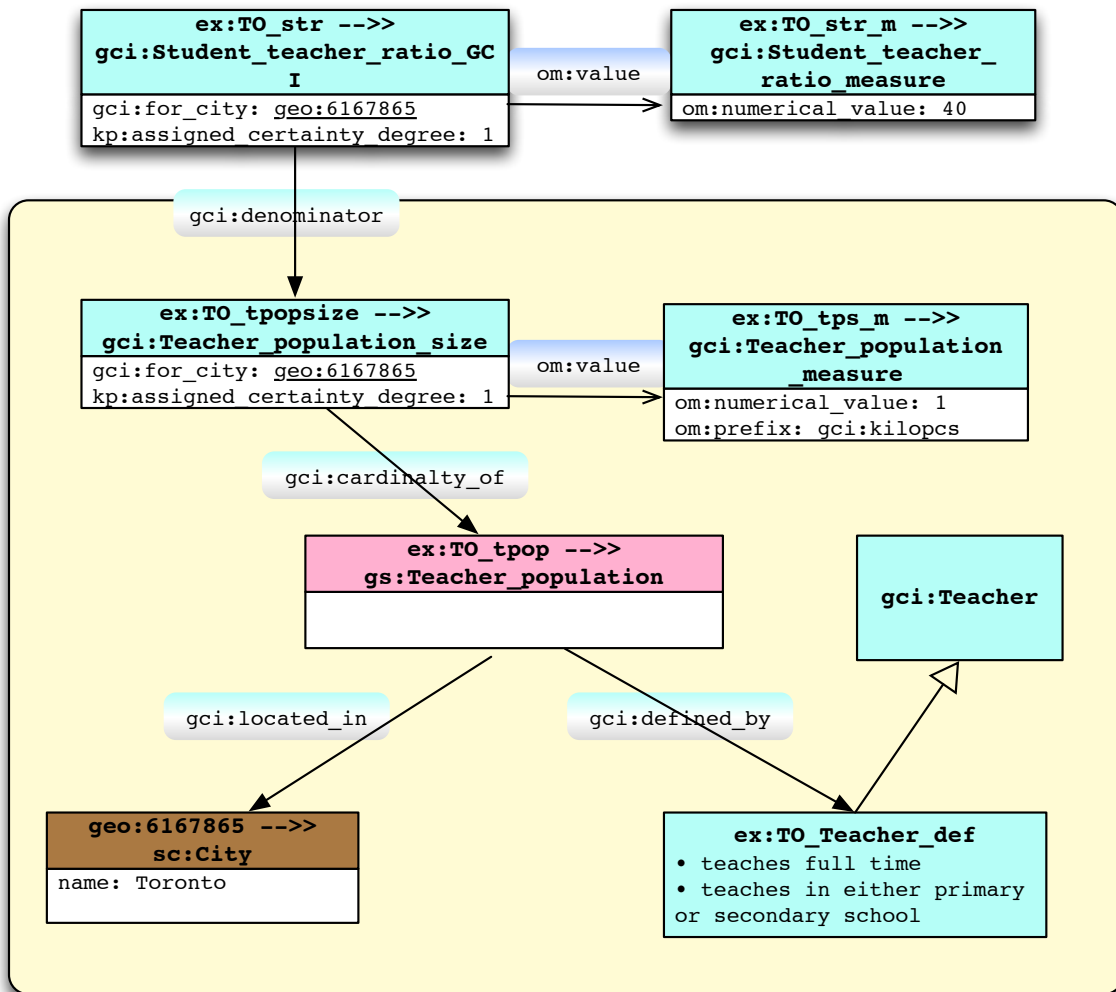 ex:TO_str -->>
gci:Student_teacher_ratio_GC
I
gci:for_city: geo:6167865
kp:assigned_certainty_degree: 1
om:value
ex:TO_str_m -->>
gci:Student_teacher_
ratio_measure
om:numerical_value: 40
gci:denominator
ex:TO_tpopsize -->>
gci:Teacher_population_size
gci:for_city: geo:6167865
kp:assigned_certainty_degree: 1
om:value
ex:TO_tps_m -->>
gci:Teacher_population
_measure
om:numerical_value: 1
om:prefix: gci:kilopcs
gci:cardinalty_of
ex:TO_tpop -->>
gs:Teacher_population
gci:Teacher
gci:located_in
gci:defined_by
geo:6167865 -->>
sc:City
name: Toronto
ex:TO_Teacher_def
• teaches full time
• teaches in either primary
or secondary school